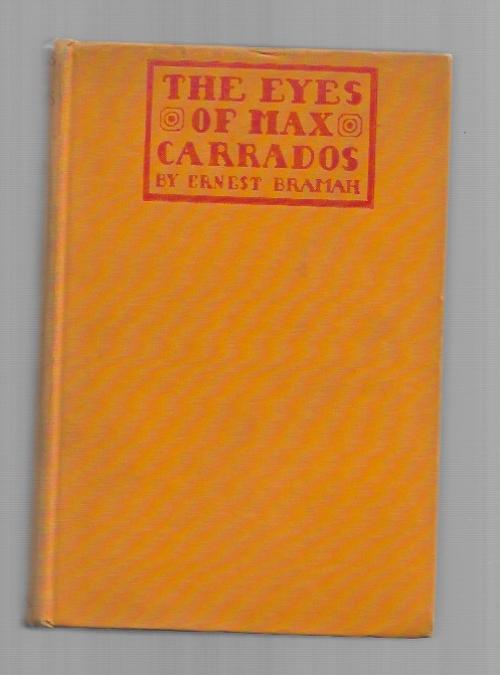 THE EYES
OF MAX
CARRADOS
BY ERNEST BRAMAH